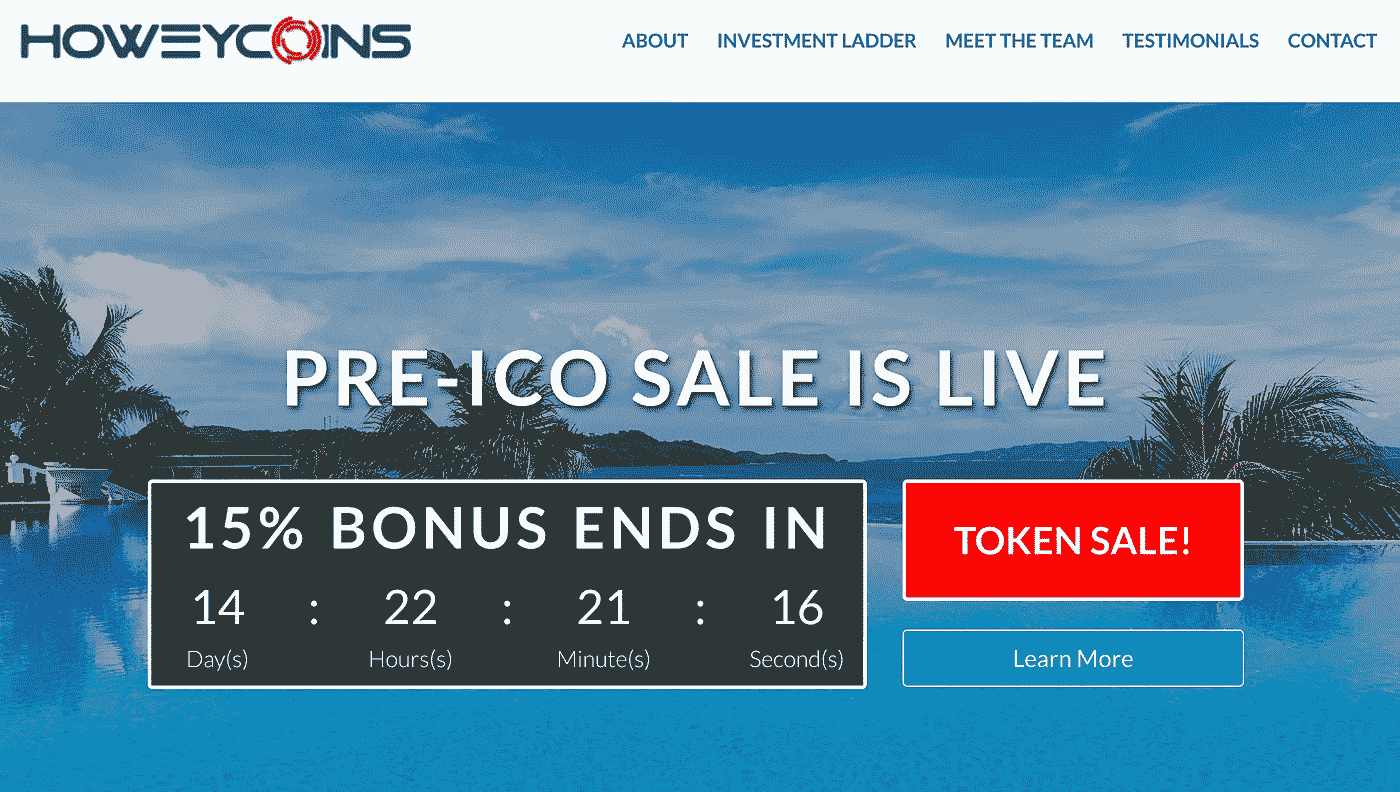 HOWEYCOINS
ABOUT INVESTMENT LADDER MEET THE TEAM TESTIMONIALS CONTACT
PRE-ICO SALE IS LIVE
15% BONUS ENDS IN
14 : 22 : 21 : 16
Day(s) Hours(s) Minute(s) Second(s)
TOKEN SALE!
Learn More